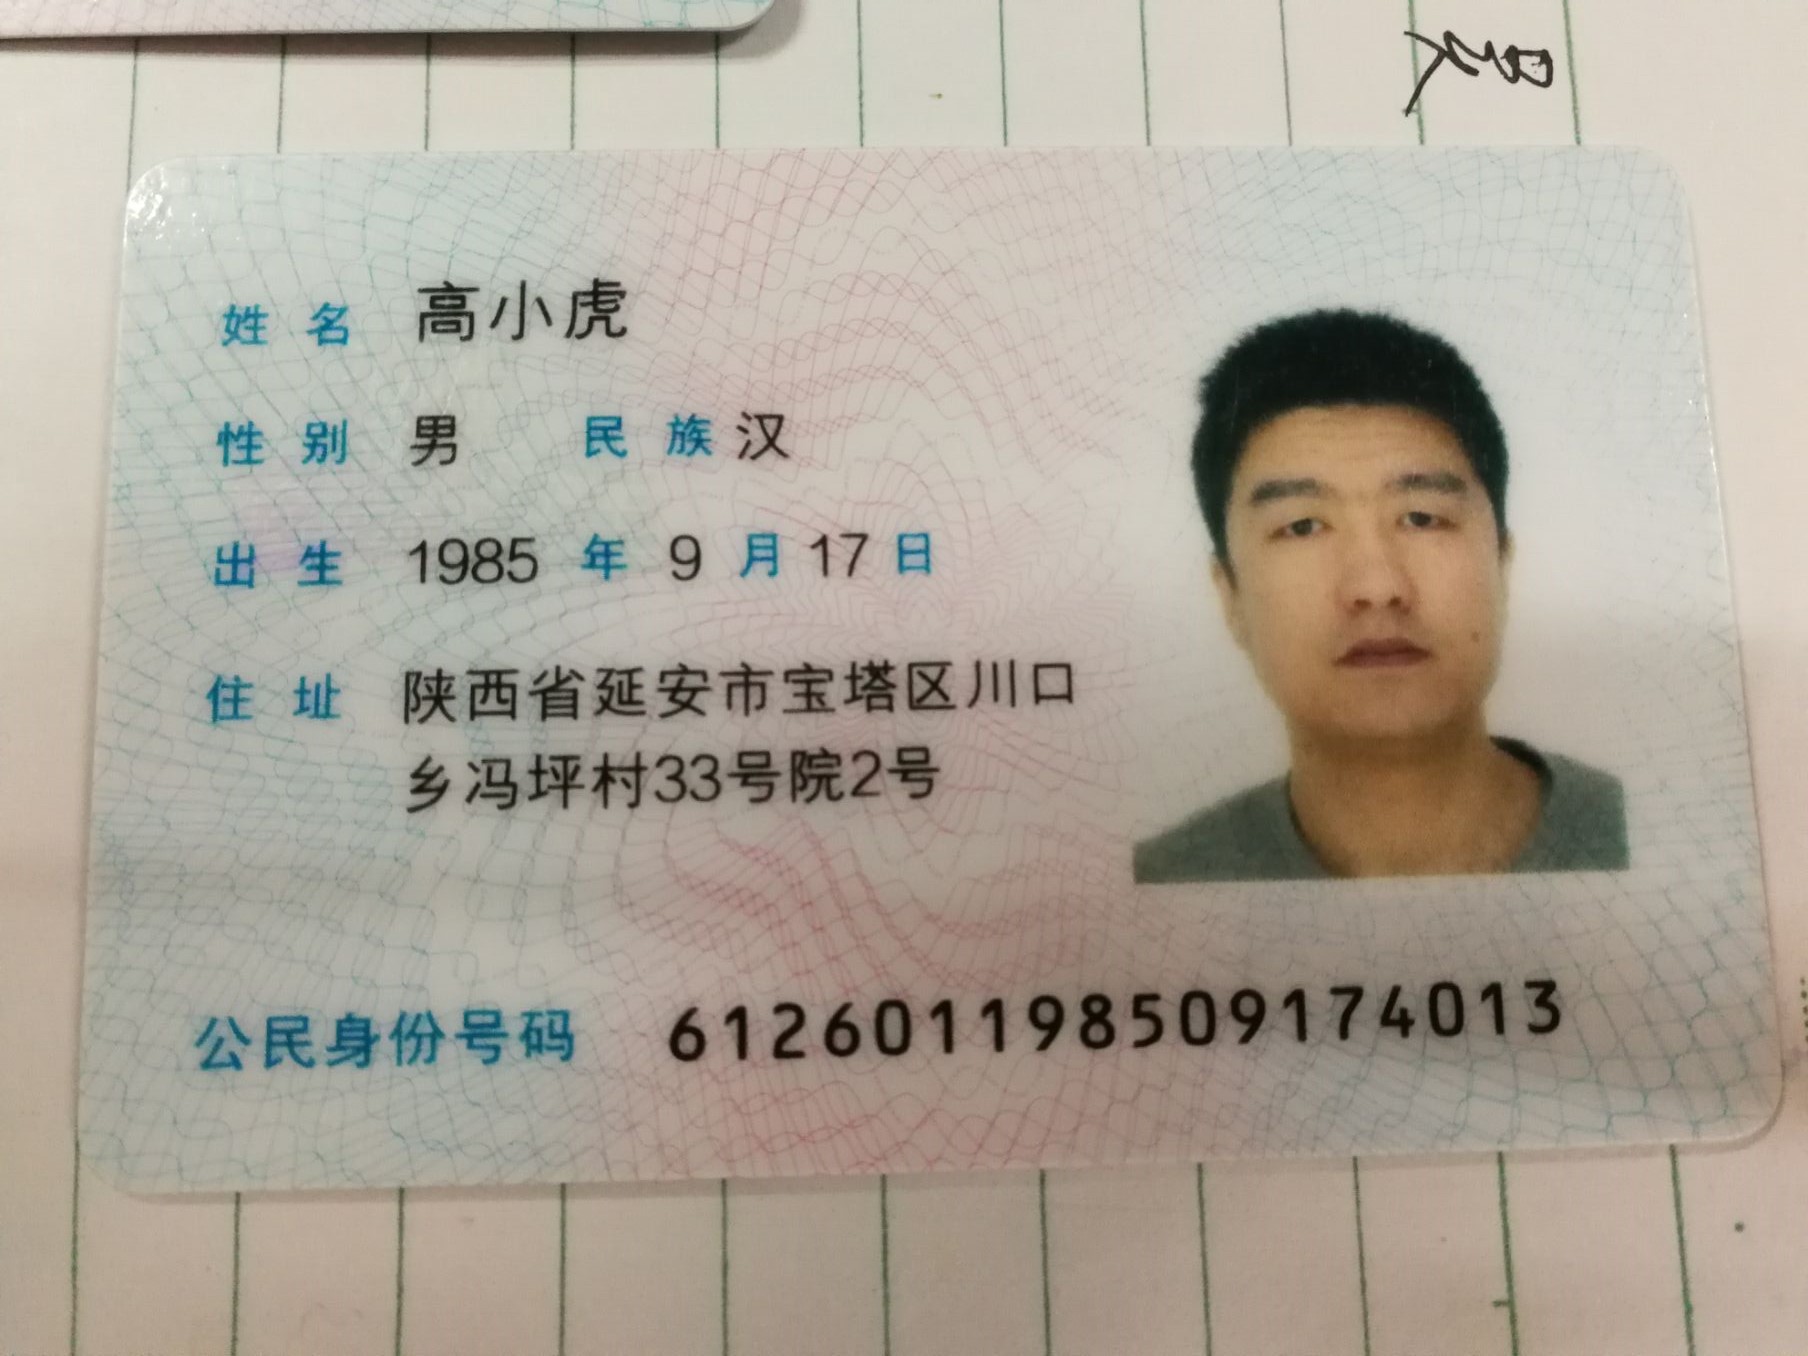 姓名 高小虎
性别 男 民族 汉
出生 1985 年 9 月 17 日
住址 陕西省延安市宝塔区川口
乡冯坪村33号院2号
公民身份号码 612601198509174013